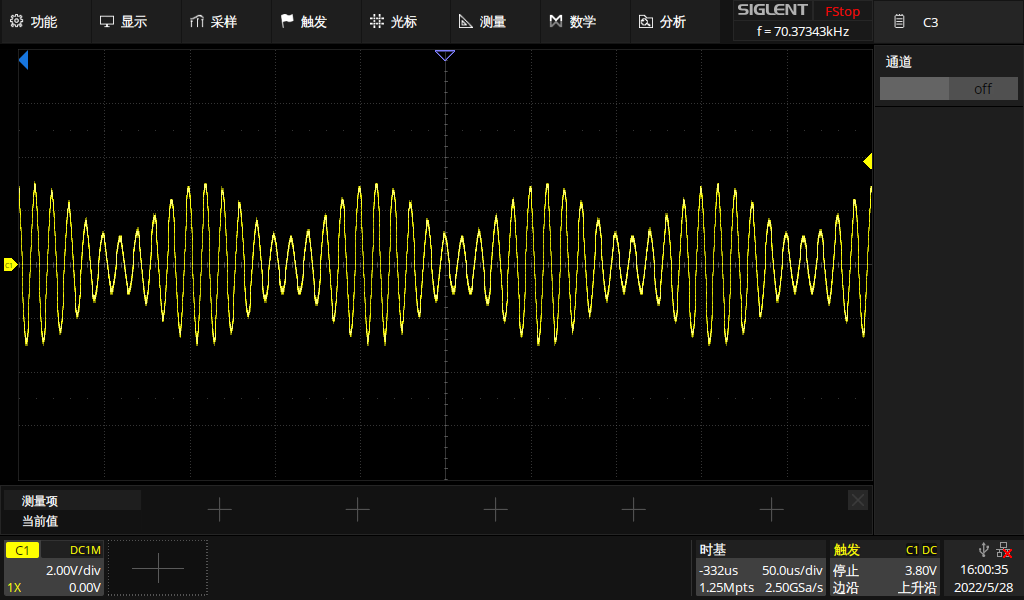 功能 显示 采样 触发 光标 测量 数学 分析
SIGLENT FStop
f = 70.37343kHz
C3
通道
off
C1
测量项
当前值
C1 DC1M
2.00V/div
1X 0.00V
时基
-332us 50.0us/div
1.25Mpts 2.50GSa/s
触发 C1 DC
停止 3.80V
边沿 上升沿
16:00:35
2022/5/28